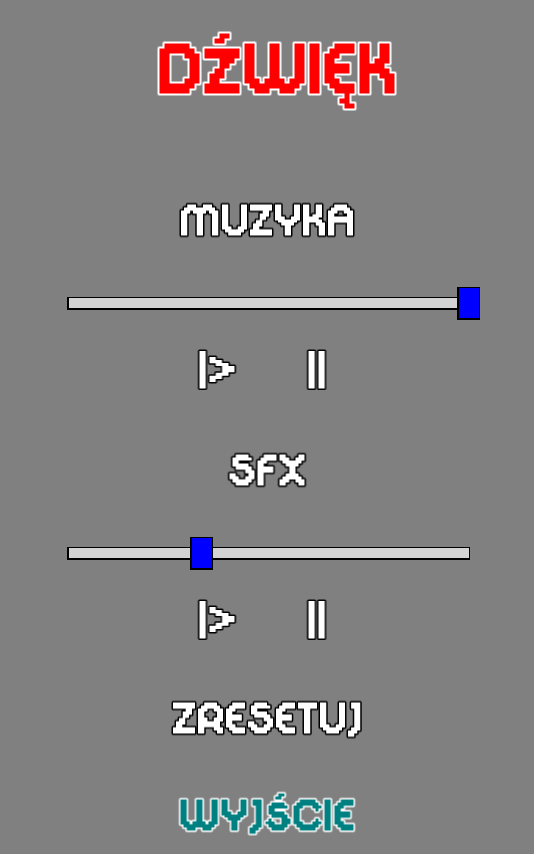 DŹWIĘK
MUZYKA
|> ||
SFX
|> ||
ZRESETUJ
WYJŚCIE